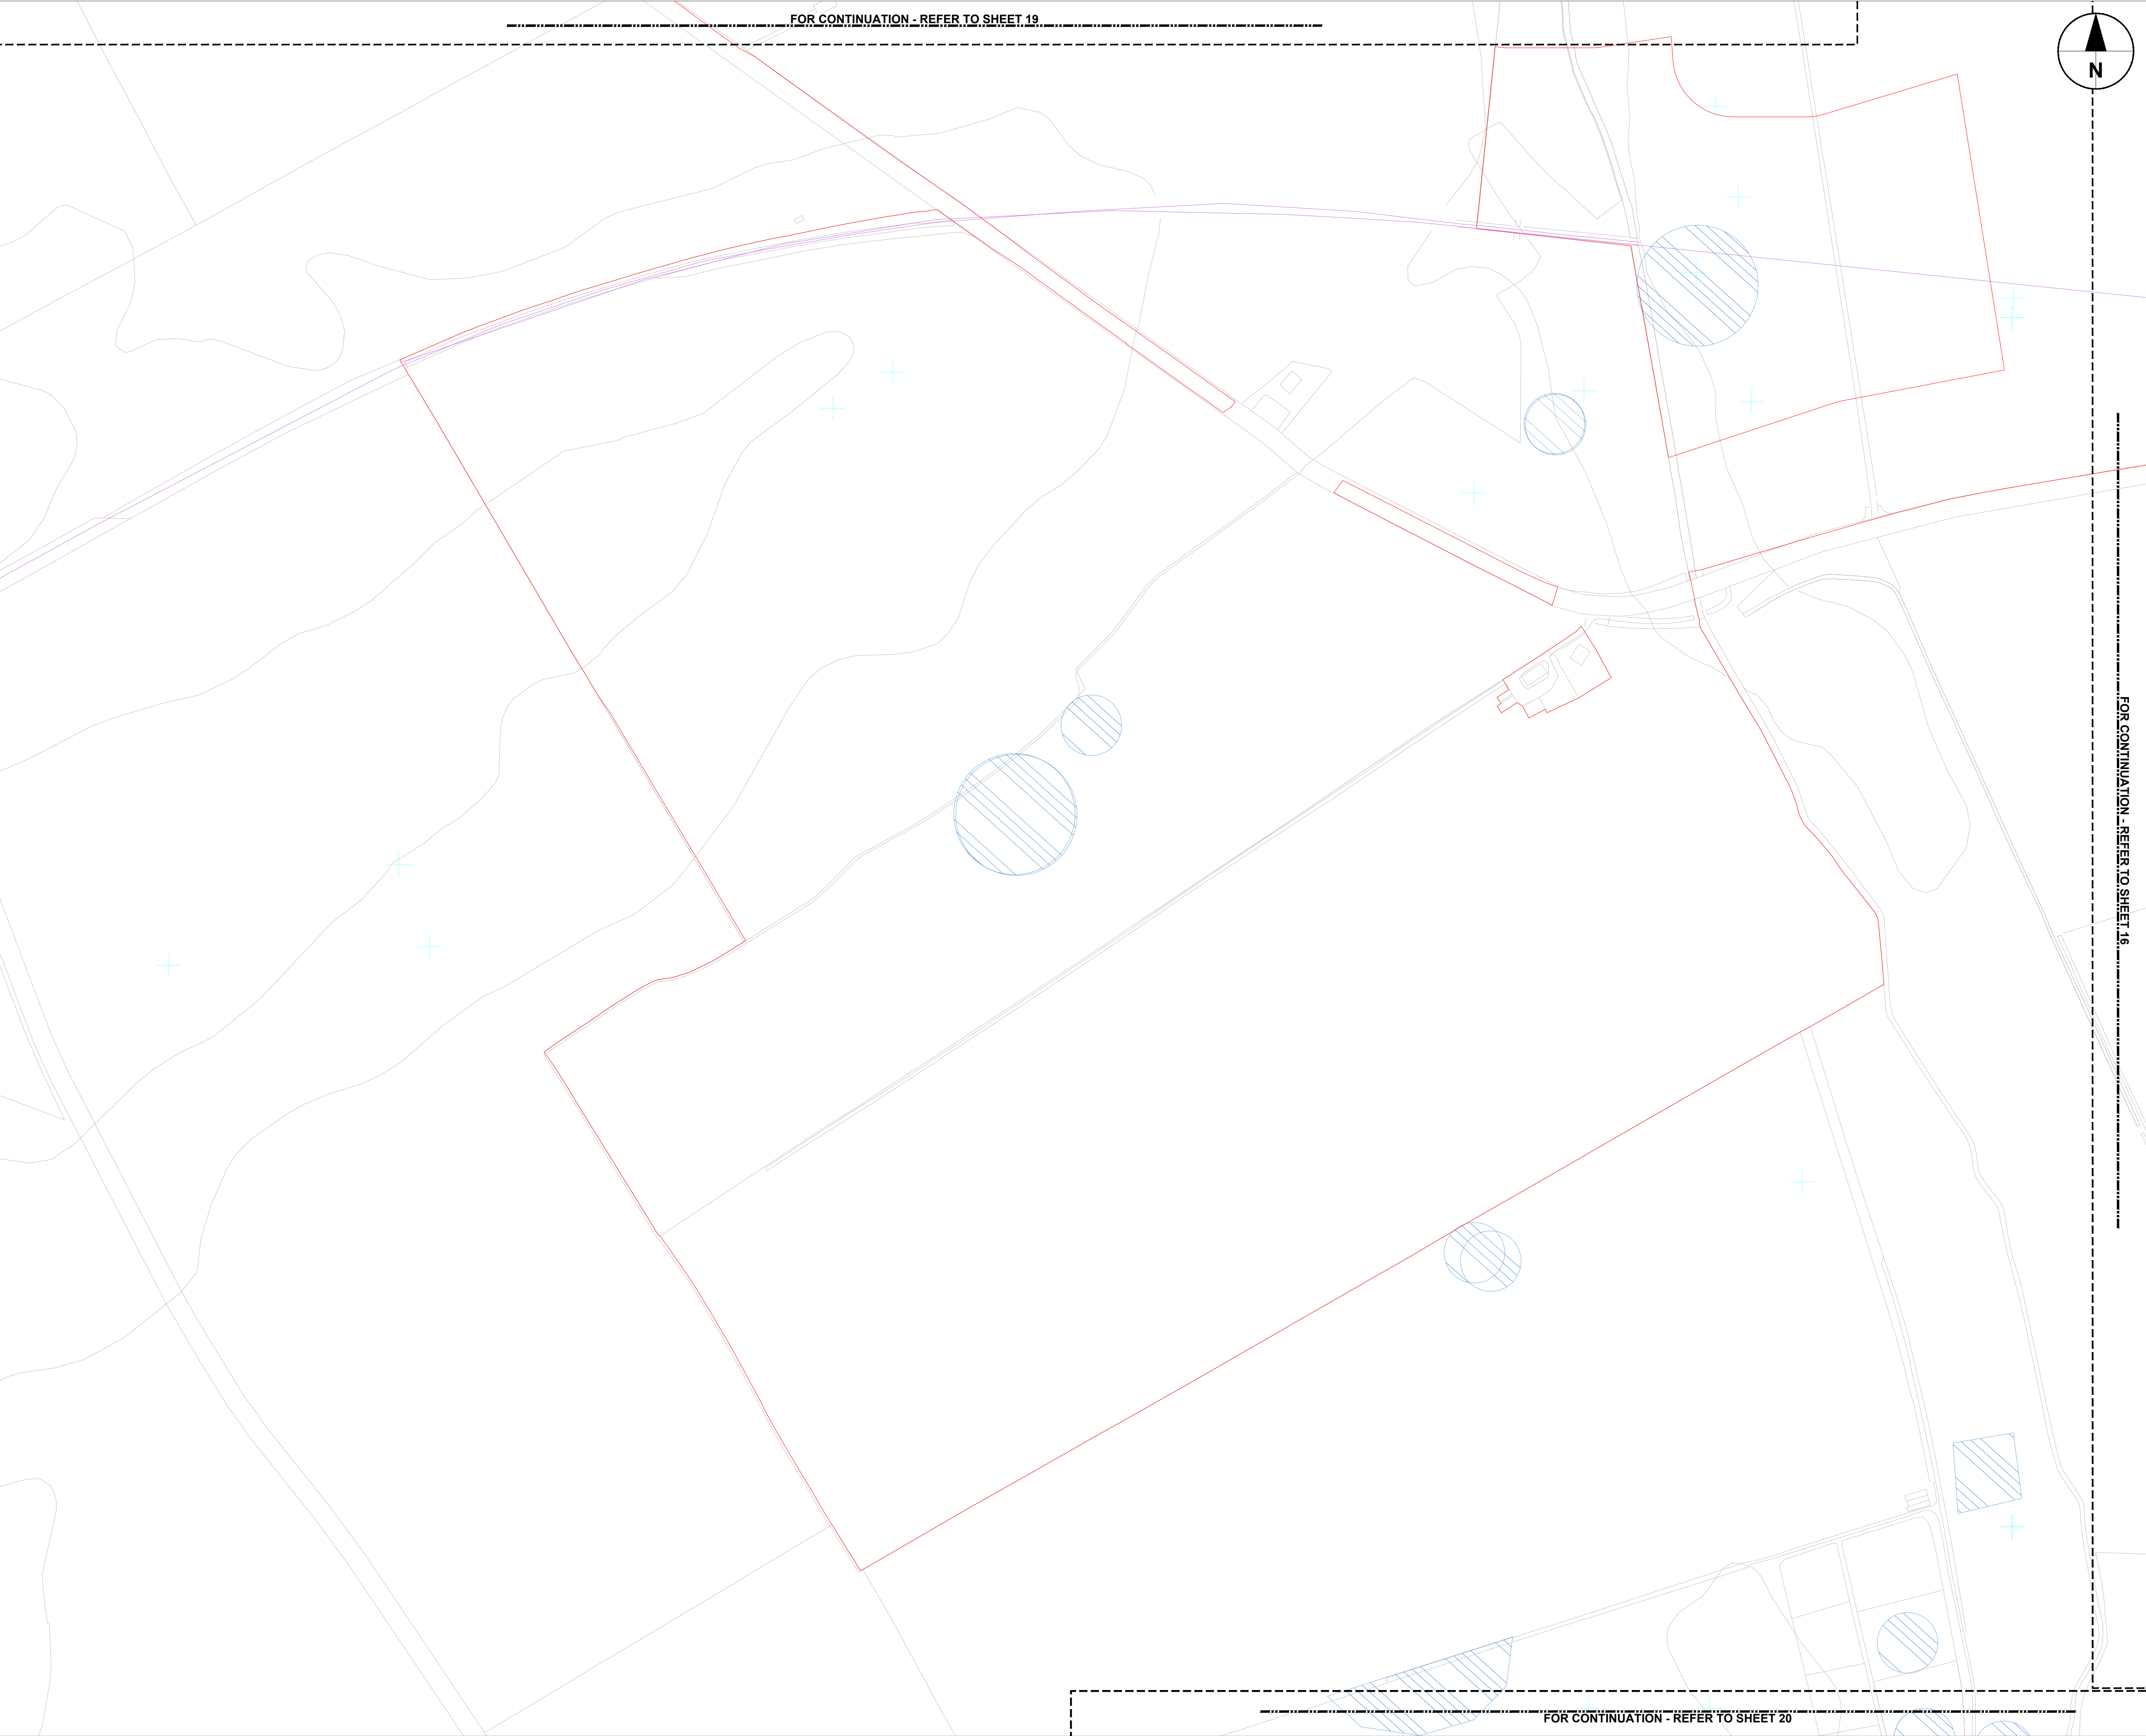 FOR CONTINUATION - REFER TO SHEET 19
N
FOR CONTINUATION - REFER TO SHEET 16
FOR CONTINUATION - REFER TO SHEET 20